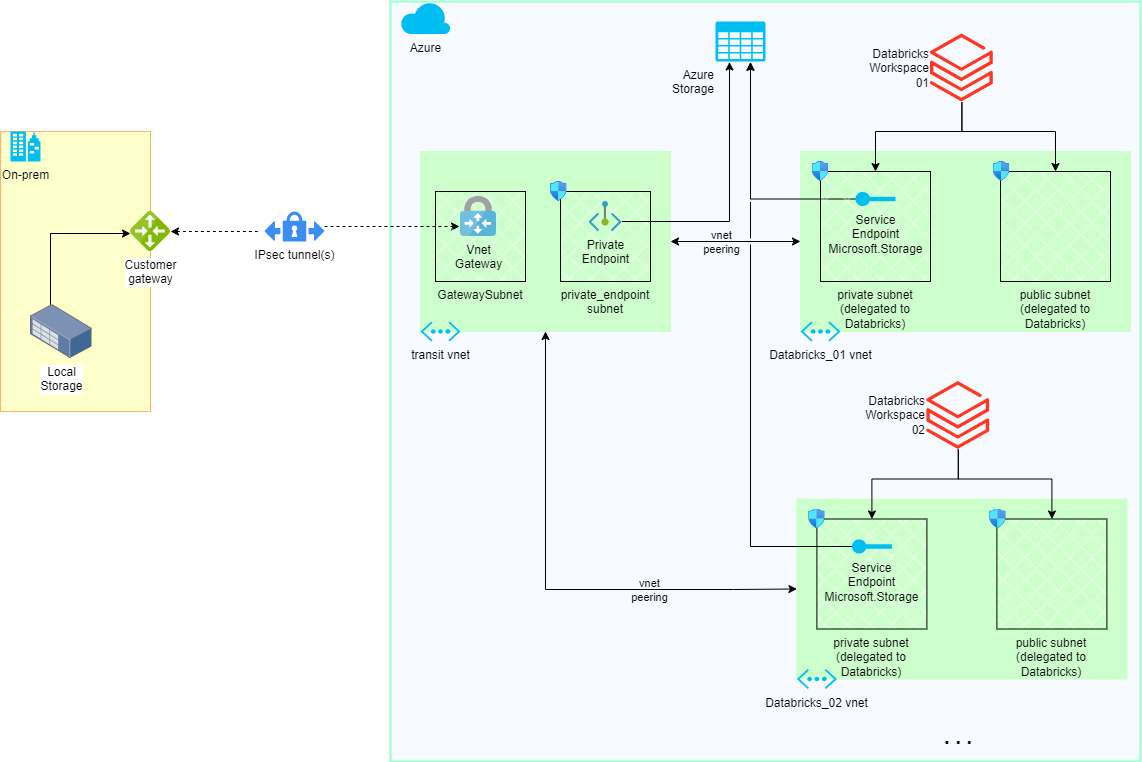 Azure
Azure
Storage
Databricks
Workspace
01
On-prem
Customer
gateway
IPsec tunnel(s)
Local
Storage
Vnet
Gateway
GatewaySubnet
Private
Endpoint
private_endpoint
subnet
transit vnet
vnet
peering
Service
Endpoint
Microsoft.Storage
private subnet
(delegated to
Databricks)
public subnet
(delegated to
Databricks)
Databricks_01 vnet
Databricks
Workspace
02
vnet
peering
Service
Endpoint
Microsoft.Storage
private subnet
(delegated to
Databricks)
public subnet
(delegated to
Databricks)
Databricks_02 vnet
...